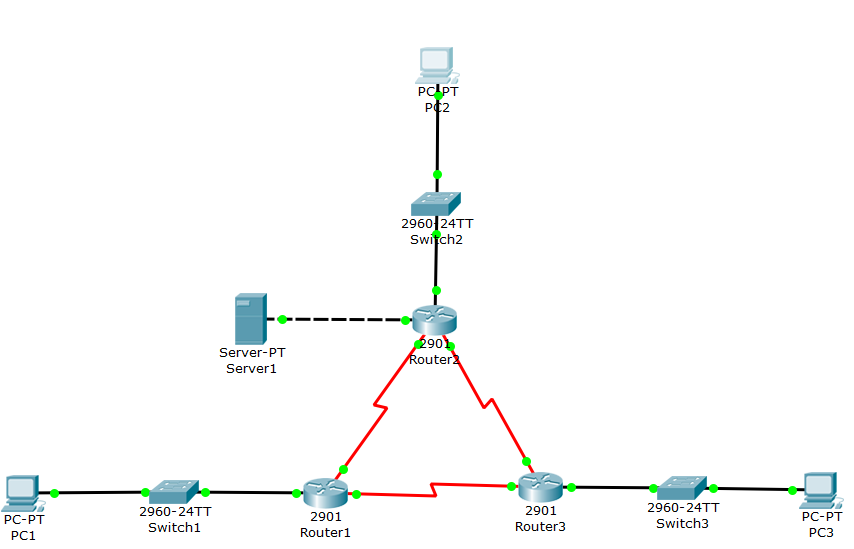 PC-PT
PC2
2960-24TT
Switch2
2901
Router2
Server-PT
Server1
PC-PT
PC1
2960-24TT
Switch1
2901
Router1
2901
Router3
2960-24TT
Switch3
PC-PT
PC3